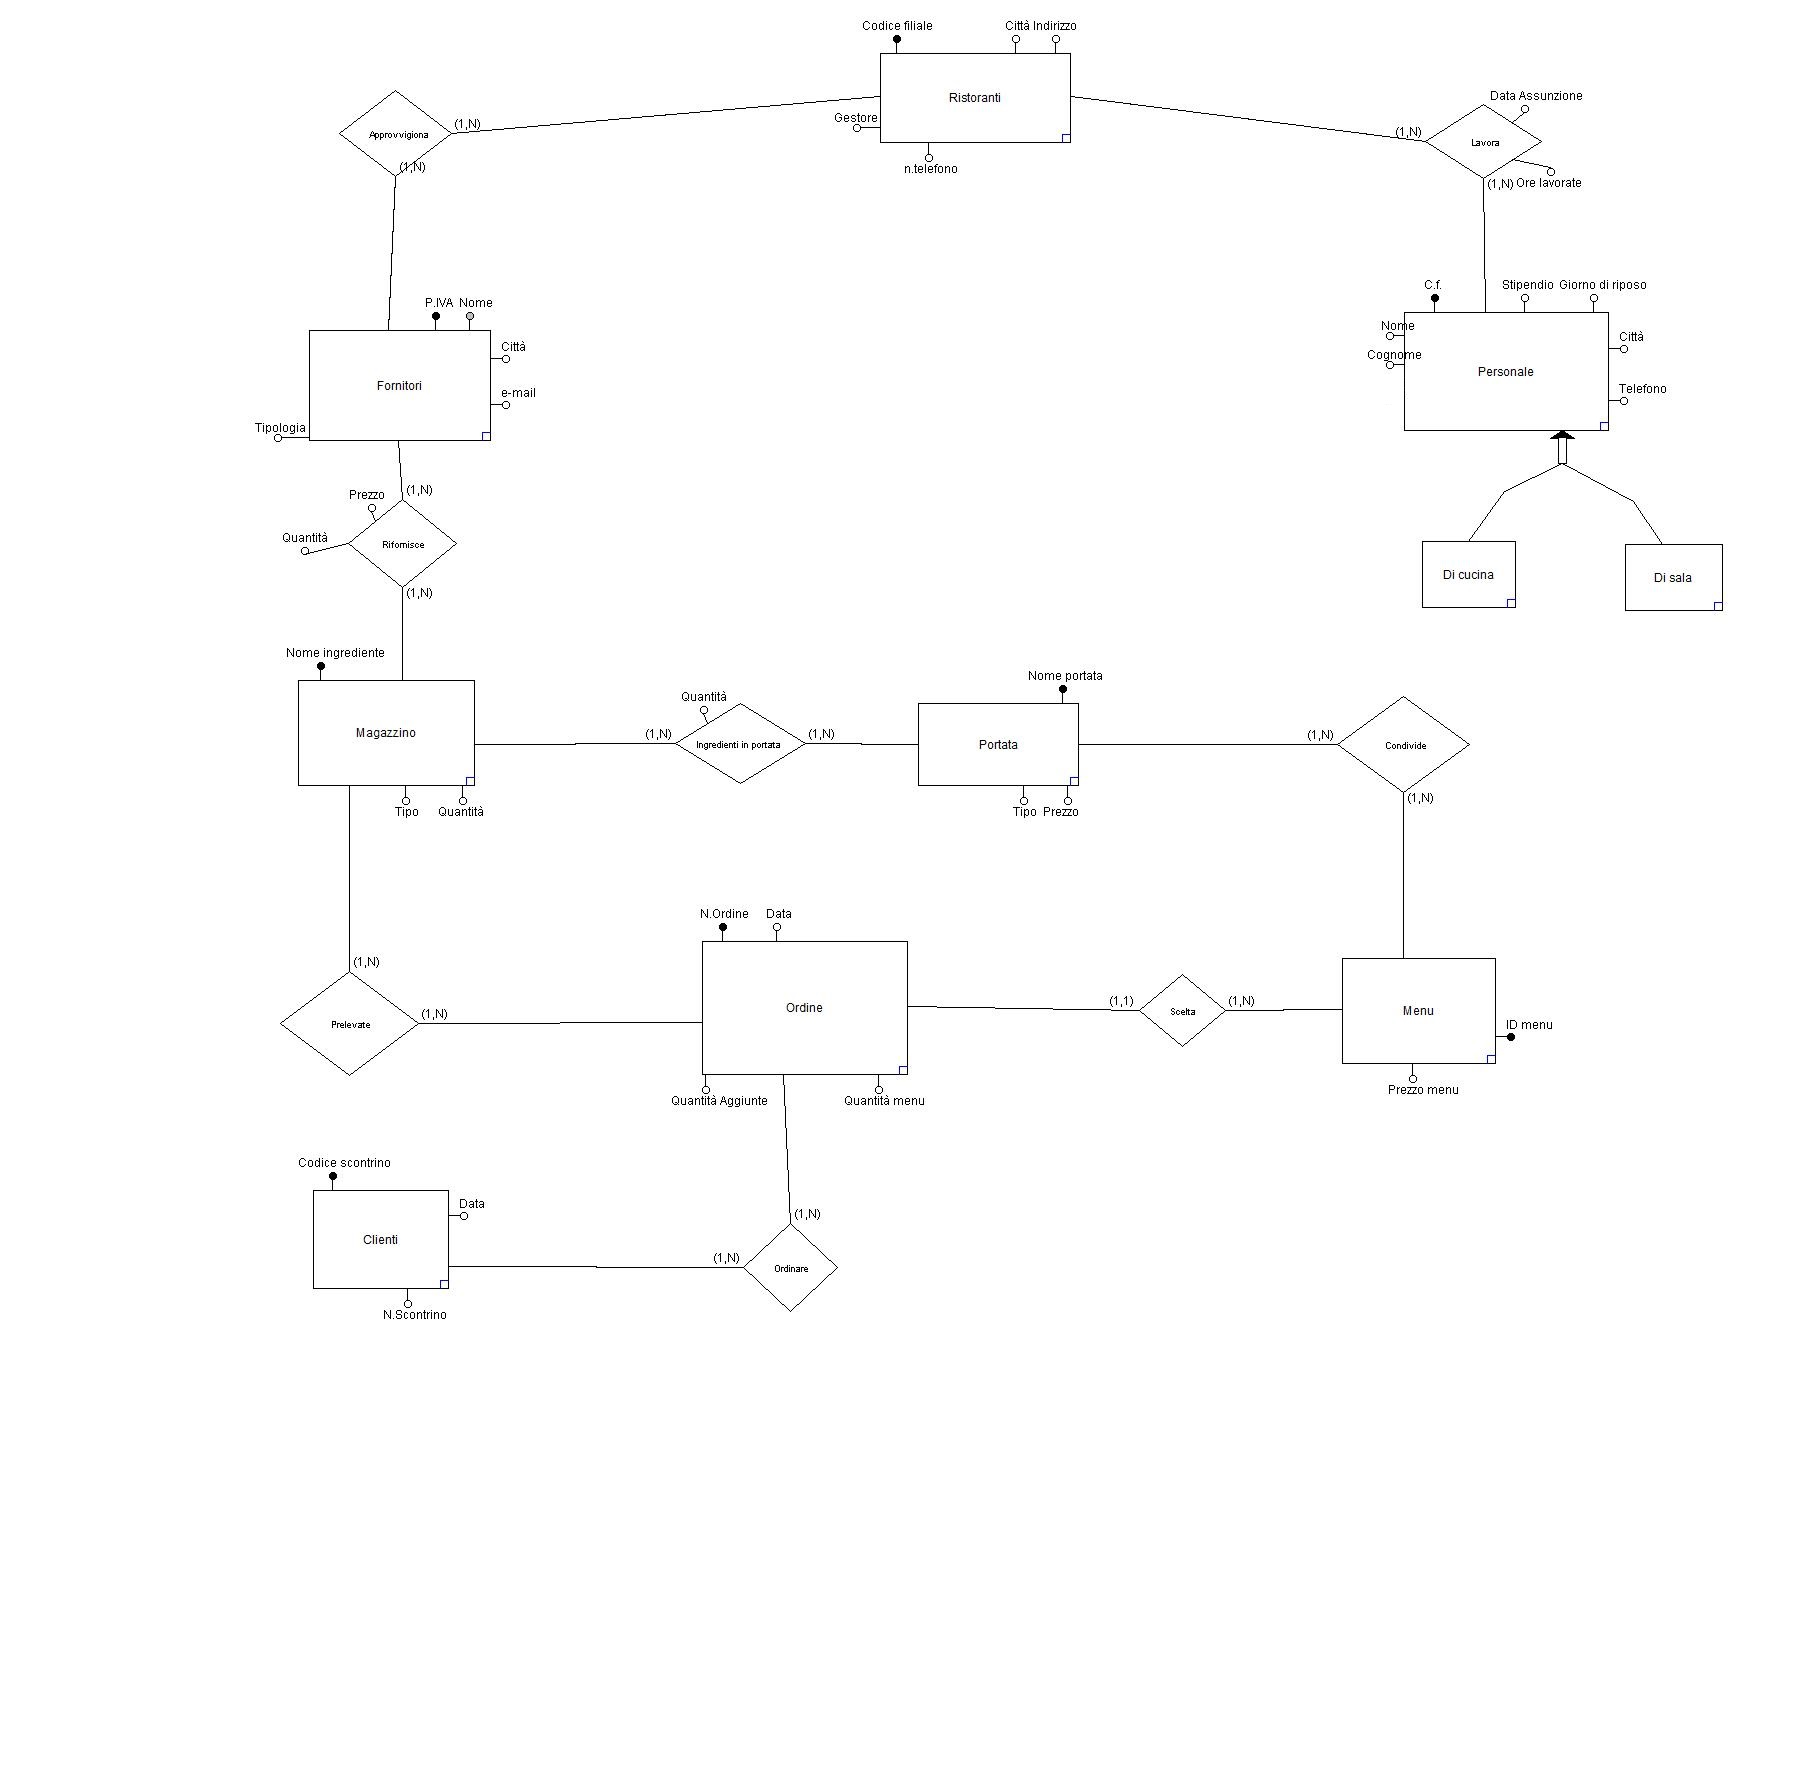 Codice filiale
Città Indirizzo
Ristoranti
Gestore
n.telefono
Approvvigiona
(1,N)
(1,N)
Data Assunzione
(1,N)
Lavora
(1,N) Ore lavorate
P.IVA Nome
Città
Fornitori
e-mail
Tipologia
C.f.
Stipendio Giorno di riposo
Nome
Città
Cognome
Personale
Telefono
Di cucina
Di sala
(1,N)
Prezzo
Quantità
Rifornisce
(1,N)
Nome ingrediente
Magazzino
Tipo
Quantità
Quantità
(1,N)
Ingredienti in portata
(1,N)
Nome portata
Portata
Tipo Prezzo
(1,N)
Condivide
(1,N)
(1,N)
Prelevate
(1,N)
N.Ordine Data
Ordine
Quantità Aggiunte
Quantità menu
(1,1)
Scelta
(1,N)
Menu
ID menu
Prezzo menu
Codice scontrino
Data
Clienti
N.Scontrino
(1,N)
(1,N)
Ordinare